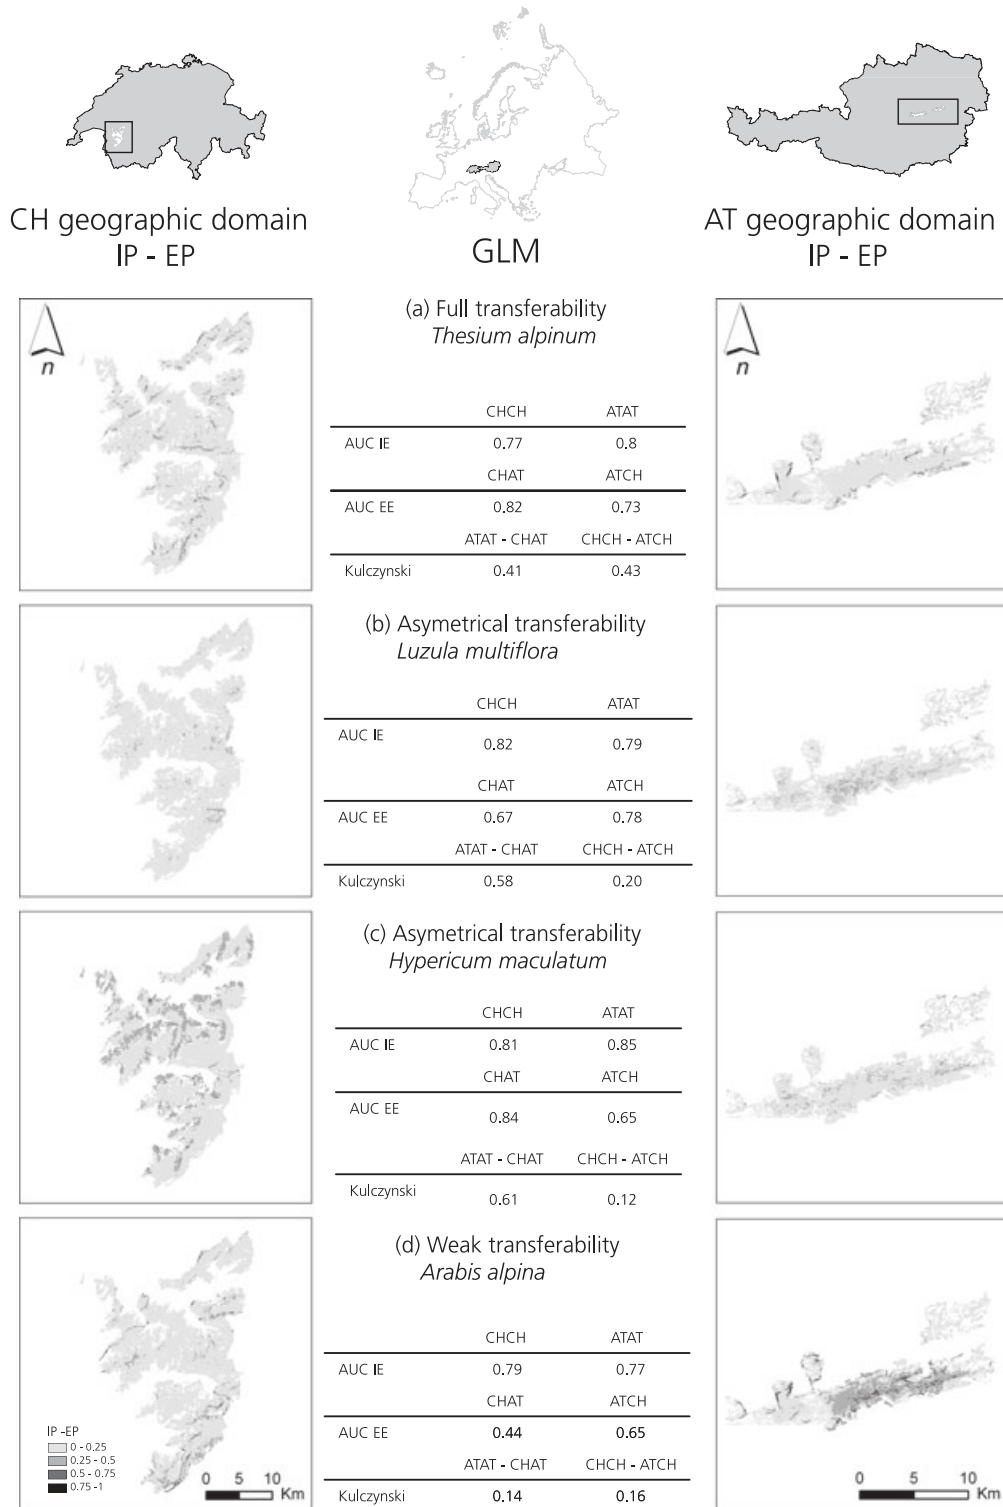 CH geographic domain
IP - EP
GLM
AT geographic domain
IP - EP
n
(a) Full transferability
Thesium alpinum
CHCH ATAT
AUC IE 0.77 0.8
CHAT ATCH
AUC EE 0.82 0.73
ATAT - CHAT CHCH - ATCH
Kulczynski 0.41 0.43
n
(b) Asymetrical transferability
Luzula multiflora
CHCH ATAT
AUC IE 0.82 0.79
CHAT ATCH
AUC EE 0.67 0.78
ATAT - CHAT CHCH - ATCH
Kulczynski 0.58 0.20
(c) Asymetrical transferability
Hypericum maculatum
CHCH ATAT
AUC IE 0.81 0.85
CHAT ATCH
AUC EE 0.84 0.65
ATAT - CHAT CHCH - ATCH
Kulczynski 0.61 0.12
(d) Weak transferability
Arabis alpina
CHCH ATAT
AUC IE 0.79 0.77
CHAT ATCH
AUC EE 0.44 0.65
ATAT - CHAT CHCH - ATCH
Kulczynski 0.14 0.16
IP -EP
0 - 0.25
0.25 - 0.5
0.5 - 0.75
0.75 -1
0 5 10
Km
0 5 10
Km